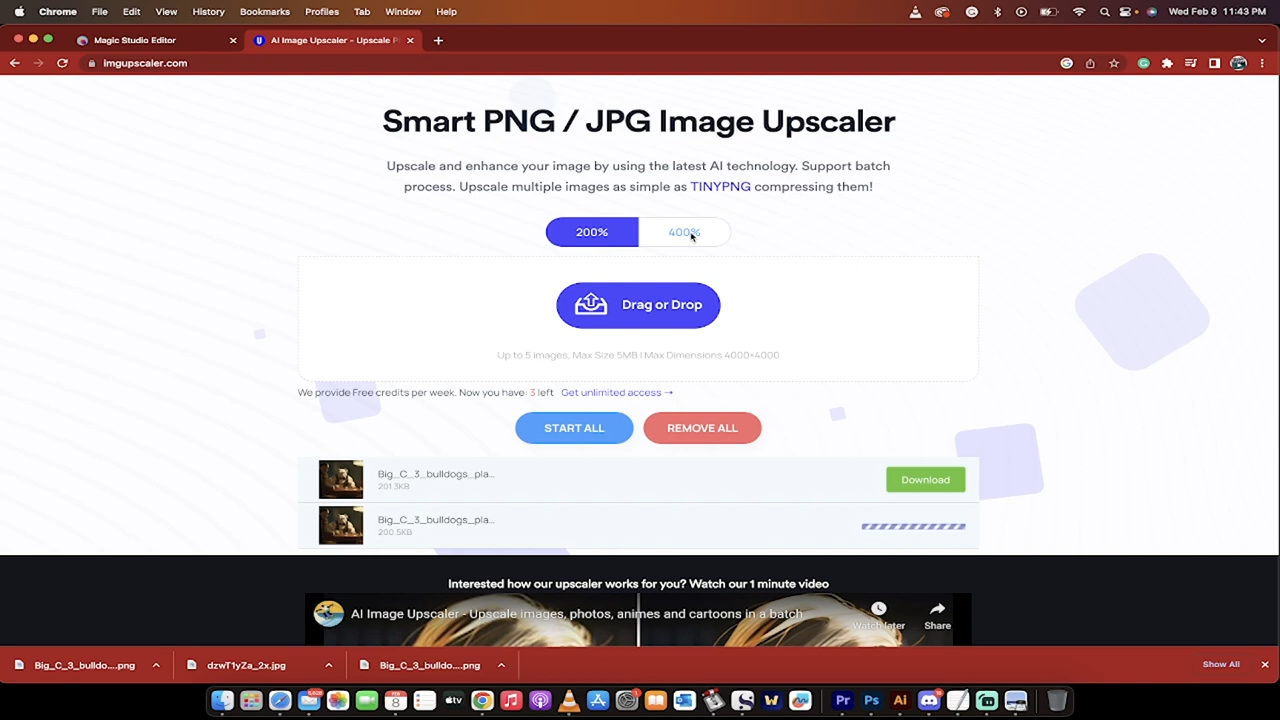 Chrome File Edit View History Bookmarks Profiles Tab Window Help Wed Feb 8 11:43 PM
Magic Studio Editor AI Image Upscaler - Upscale P
imgupscaler.com
Smart PNG / JPG Image Upscaler
Upscale and enhance your image by using the latest AI technology. Support batch
process. Upscale multiple images as simple as TINYPNG compressing them!
200% 400%
Drag or Drop
Up to 5 images, Max Size 5MB | Max Dimensions 4000×4000
We provide Free credits per week. Now you have: 3 left Get unlimited access →
START ALL REMOVE ALL
Big_C_3_bulldogs_pla...
201.3KB
Download
Big_C_3_bulldogs_pla...
200.5KB
Interested how our upscaler works for you? Watch our 1 minute video
AI Image Upscaler - Upscale images, photos, animes and cartoons in a batch
Watch later Share
Big_C_3_bulldo....png dzwT1yZa_2x.jpg Big_C_3_bulldo....png Show All
tv Pr Ps Ai